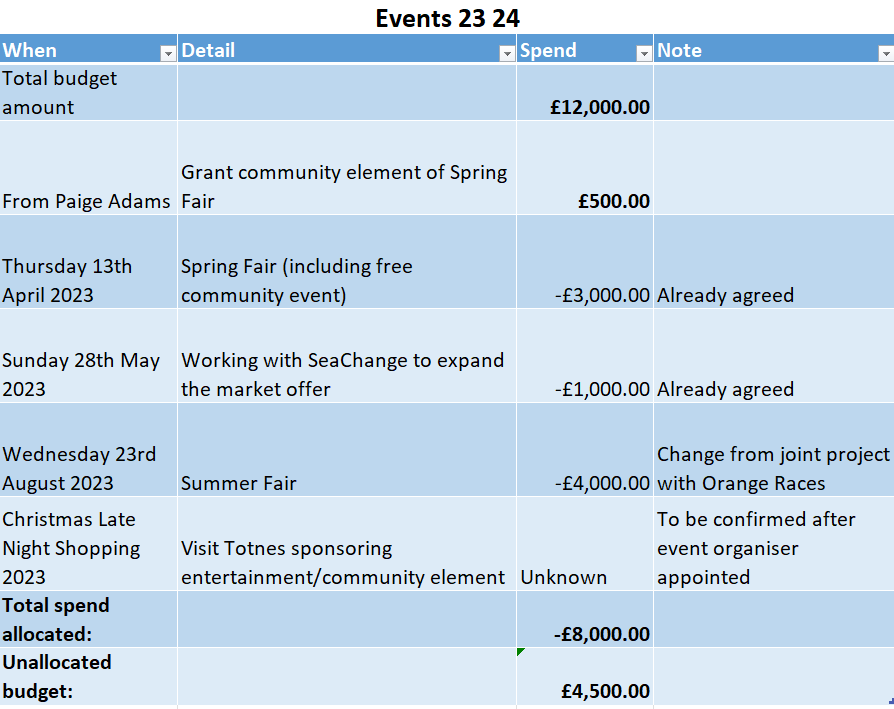 Events 23 24
When Detail Spend Note
Total budget
amount £12,000.00
Grant community element of Spring
From Paige Adams Fair £500.00
Thursday 13th Spring Fair (including free
April 2023 community event) -£3,000.00 Already agreed
Sunday 28th May Working with SeaChange to expand
2023 the market offer -£1,000.00 Already agreed
Wednesday 23rd Change from joint project
August 2023 Summer Fair -£4,000.00 with Orange Races
Christmas Late To be confirmed after
Night Shopping Visit Totnes sponsoring event organiser
2023 entertainment/community element Unknown appointed
Total spend
allocated: -£8,000.00
Unallocated
budget: £4,500.00